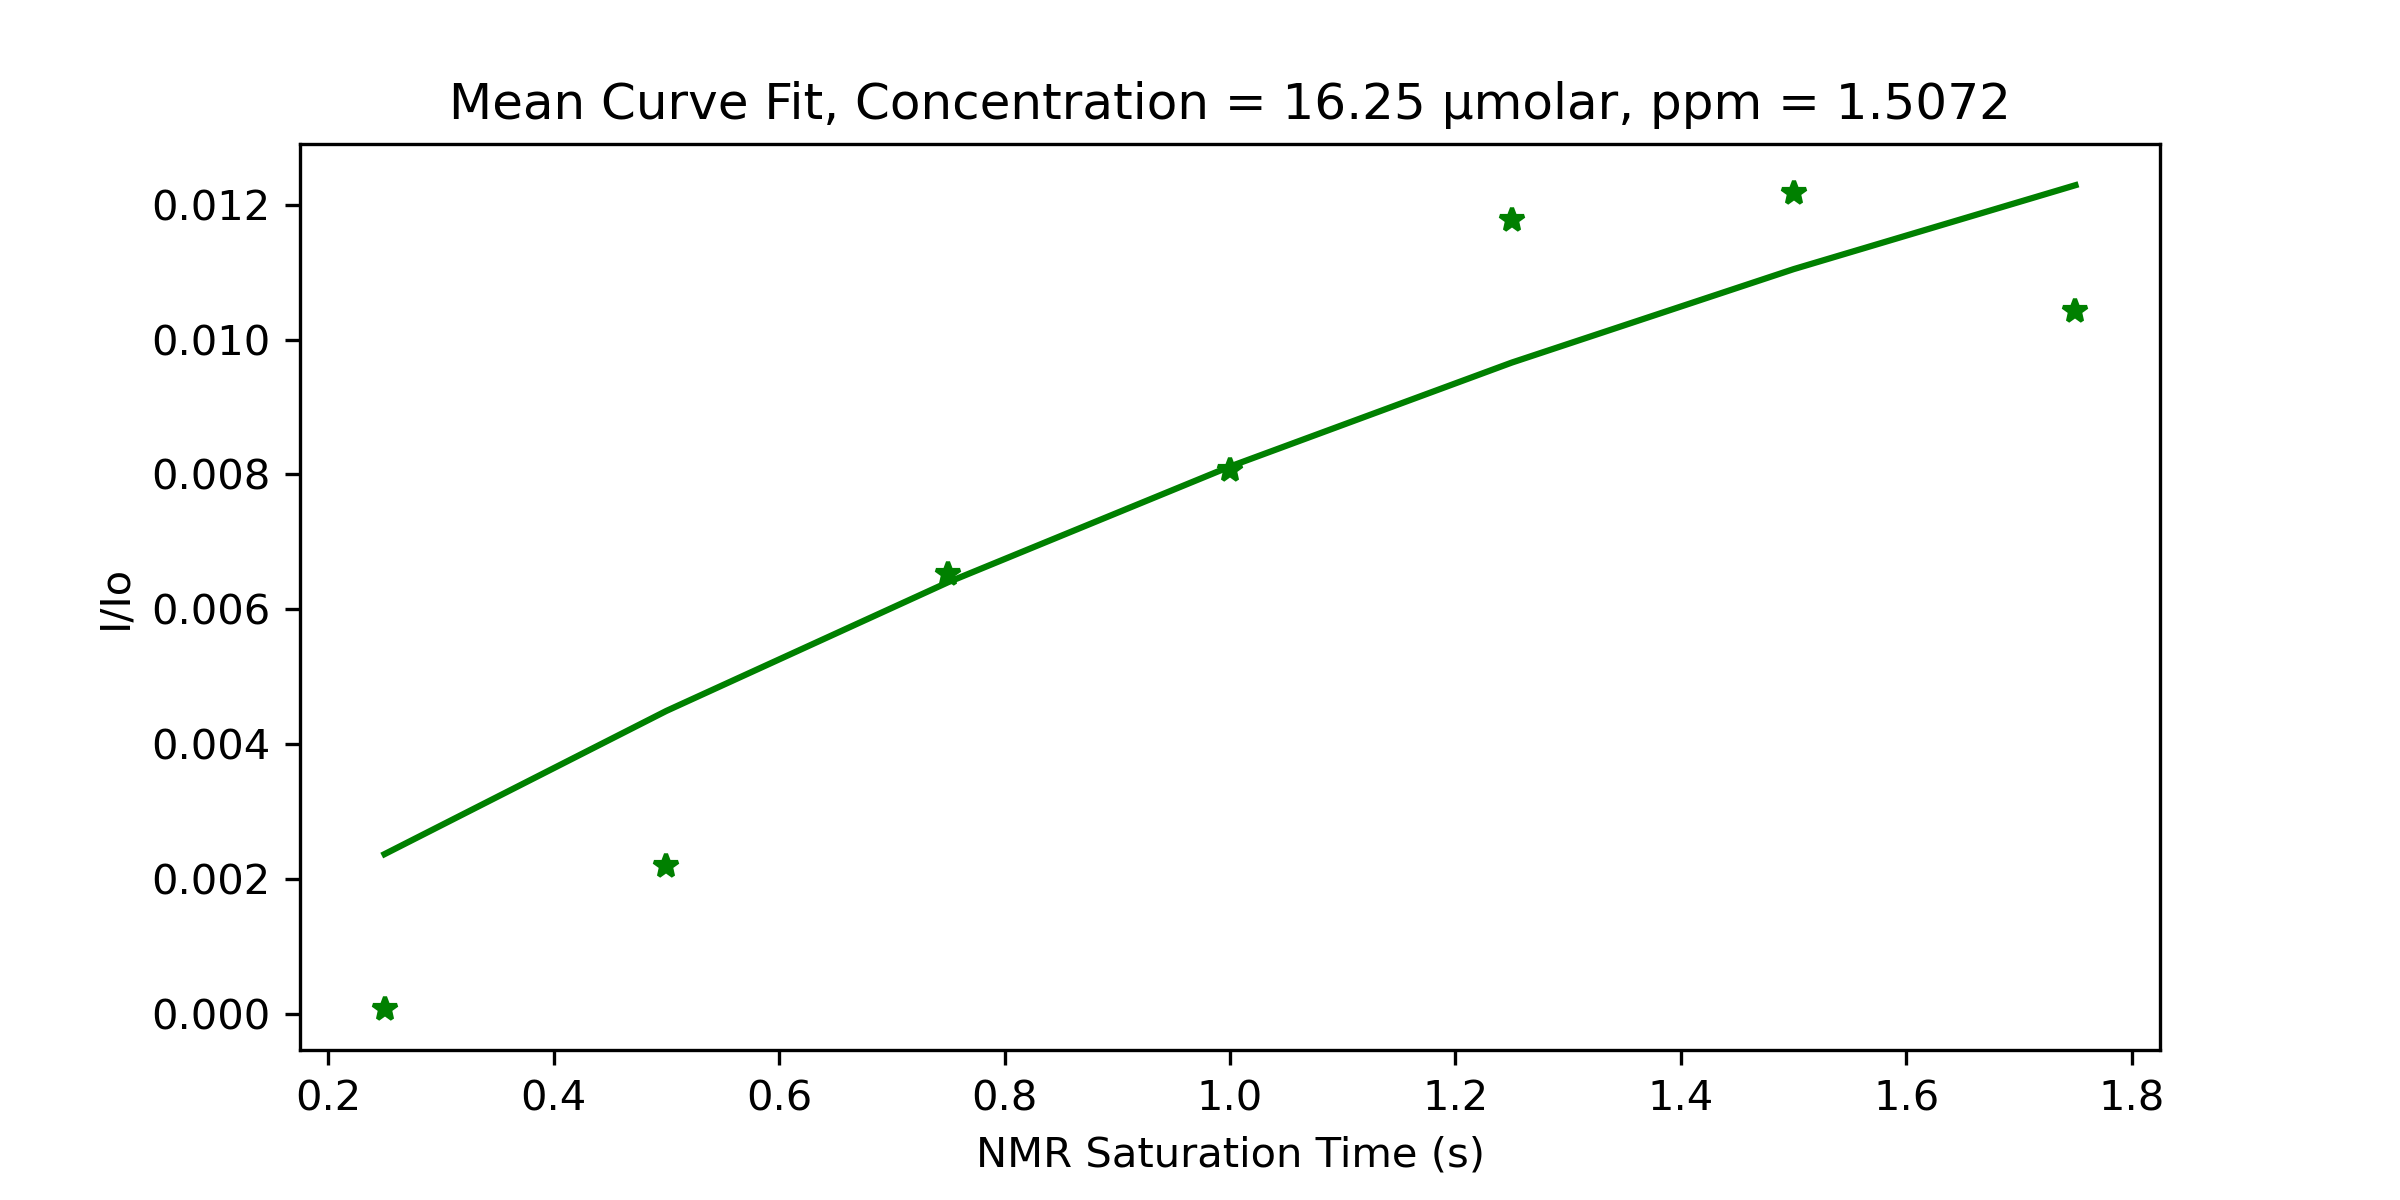 Mean Curve Fit, Concentration = 16.25 µmolar, ppm = 1.5072
I/Io
0.012
0.010
0.008
0.006
0.004
0.002
0.000
0.2 0.4 0.6 0.8 1.0 1.2 1.4 1.6 1.8
NMR Saturation Time (s)